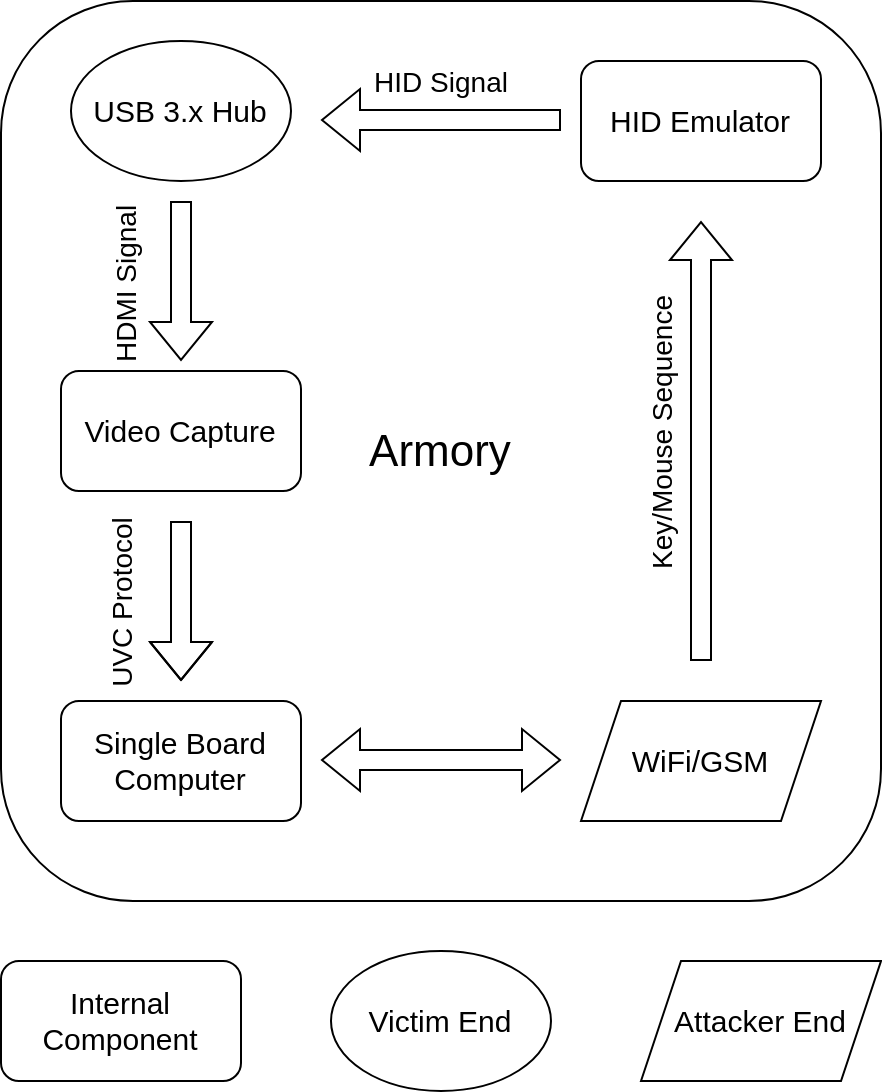 USB 3.x Hub
HID Signal
HID Emulator
HDMI Signal
Key/Mouse Sequence
Video Capture
Armory
UVC Protocol
Single Board
Computer
WiFi/GSM
Internal
Component
Victim End
Attacker End